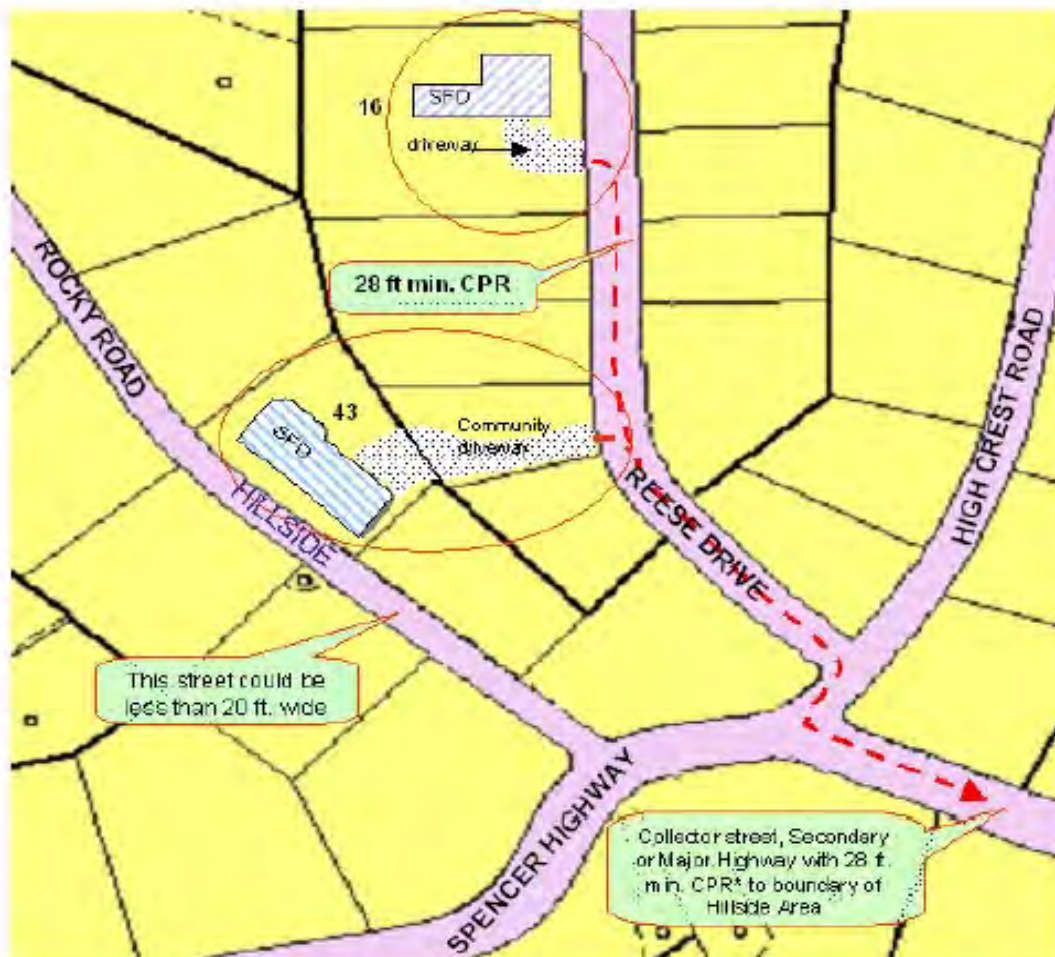 16
SFD
driveway
28 ft min. CPR
ROCKY ROAD
43
SFD
Community
driveway
HILLSIDE
REESE DRIVE
HIGH CREST ROAD
This street could be
less than 20 ft. wide
SPENCER HIGHWAY
Collector street, Secondary
or Major Highway with 28 ft.
min. CPR* to boundary of
Hillside Area